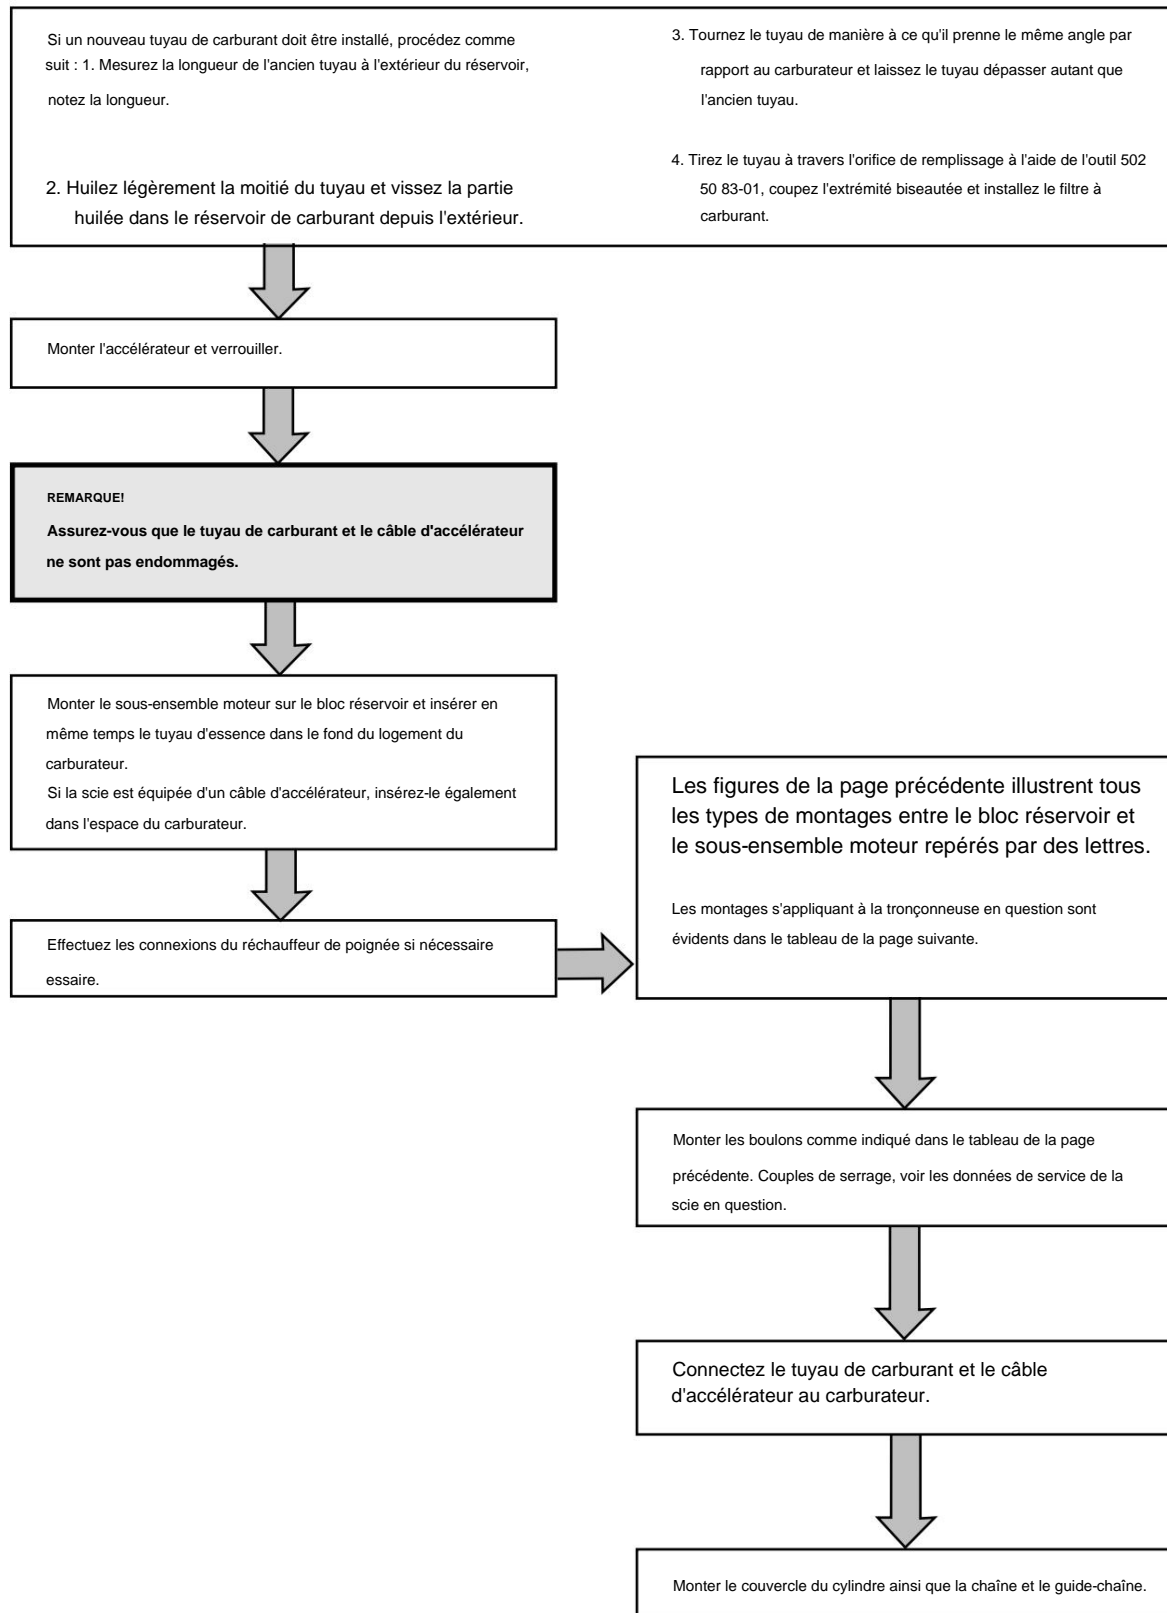 Si un nouveau tuyau de carburant doit être installé, procédez comme
suit : 1. Mesurez la longueur de l'ancien tuyau à l'extérieur du réservoir,
notez la longueur.
2. Huilez légèrement la moitié du tuyau et vissez la partie
huilée dans le réservoir de carburant depuis l'extérieur.
3. Tournez le tuyau de manière à ce qu'il prenne le même angle par
rapport au carburateur et laissez le tuyau dépasser autant que
l'ancien tuyau.
4. Tirez le tuyau à travers l'orifice de remplissage à l'aide de l'outil 502
50 83-01, coupez l'extrémité biseautée et installez le filtre à
carburant.
Monter l'accélérateur et verrouiller.
REMARQUE!
Assurez-vous que le tuyau de carburant et le câble d'accélérateur
ne sont pas endommagés.
Monter le sous-ensemble moteur sur le bloc réservoir et insérer en
même temps le tuyau d'essence dans le fond du logement du
carburateur.
Si la scie est équipée d'un câble d'accélérateur, insérez-le également
dans l'espace du carburateur.
Effectuez les connexions du réchauffeur de poignée si nécessaire
essaire.
Les figures de la page précédente illustrent tous
les types de montages entre le bloc réservoir et
le sous-ensemble moteur repérés par des lettres.
Les montages s'appliquant à la tronçonneuse en question sont
évidents dans le tableau de la page suivante.
Monter les boulons comme indiqué dans le tableau de la page
précédente. Couples de serrage, voir les données de service de la
scie en question.
Connectez le tuyau de carburant et le câble
d'accélérateur au carburateur.
Monter le couvercle du cylindre ainsi que la chaîne et le guide-chaîne.